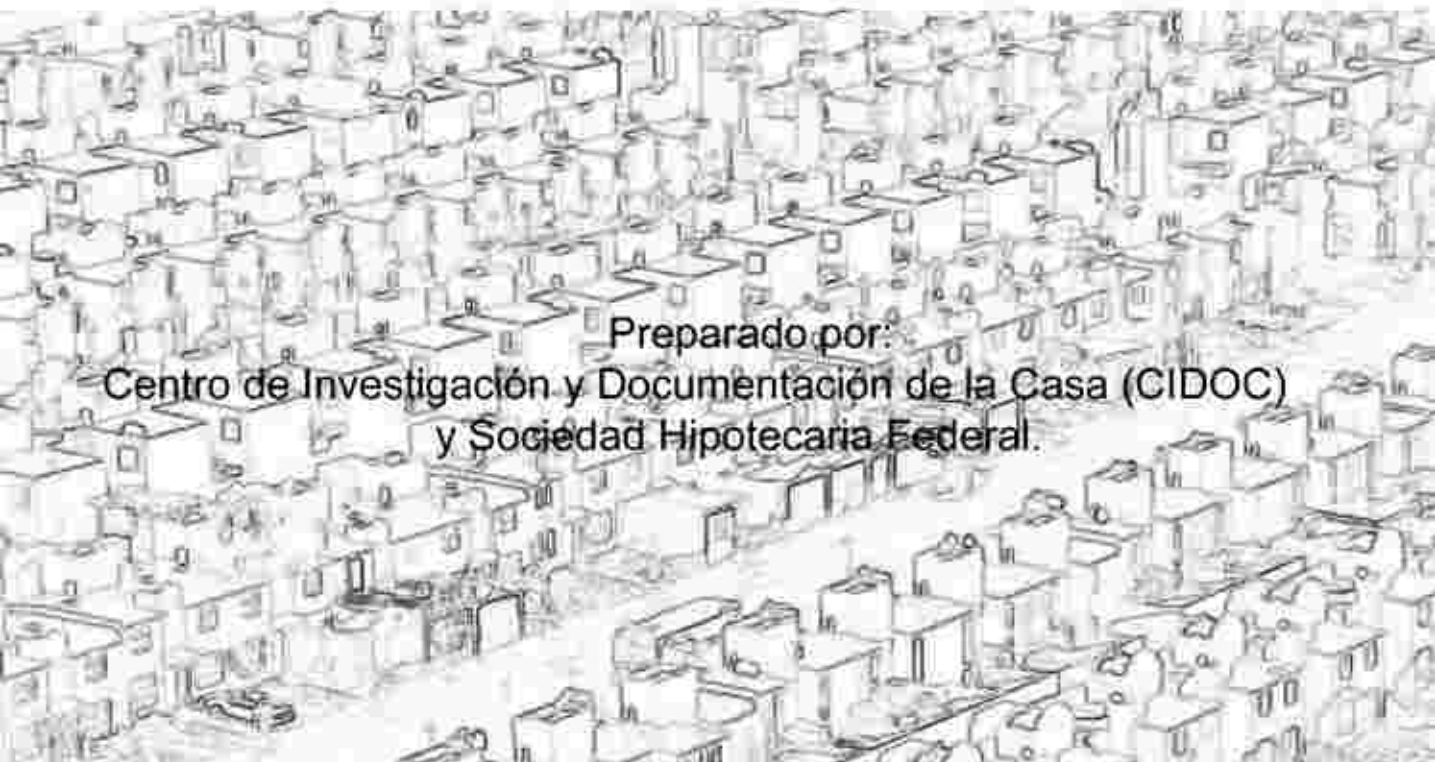 Preparado por:
Centro de Investigación y Documentación de la Casa (CIDOC)
y Sociedad Hipotecaria Federal.